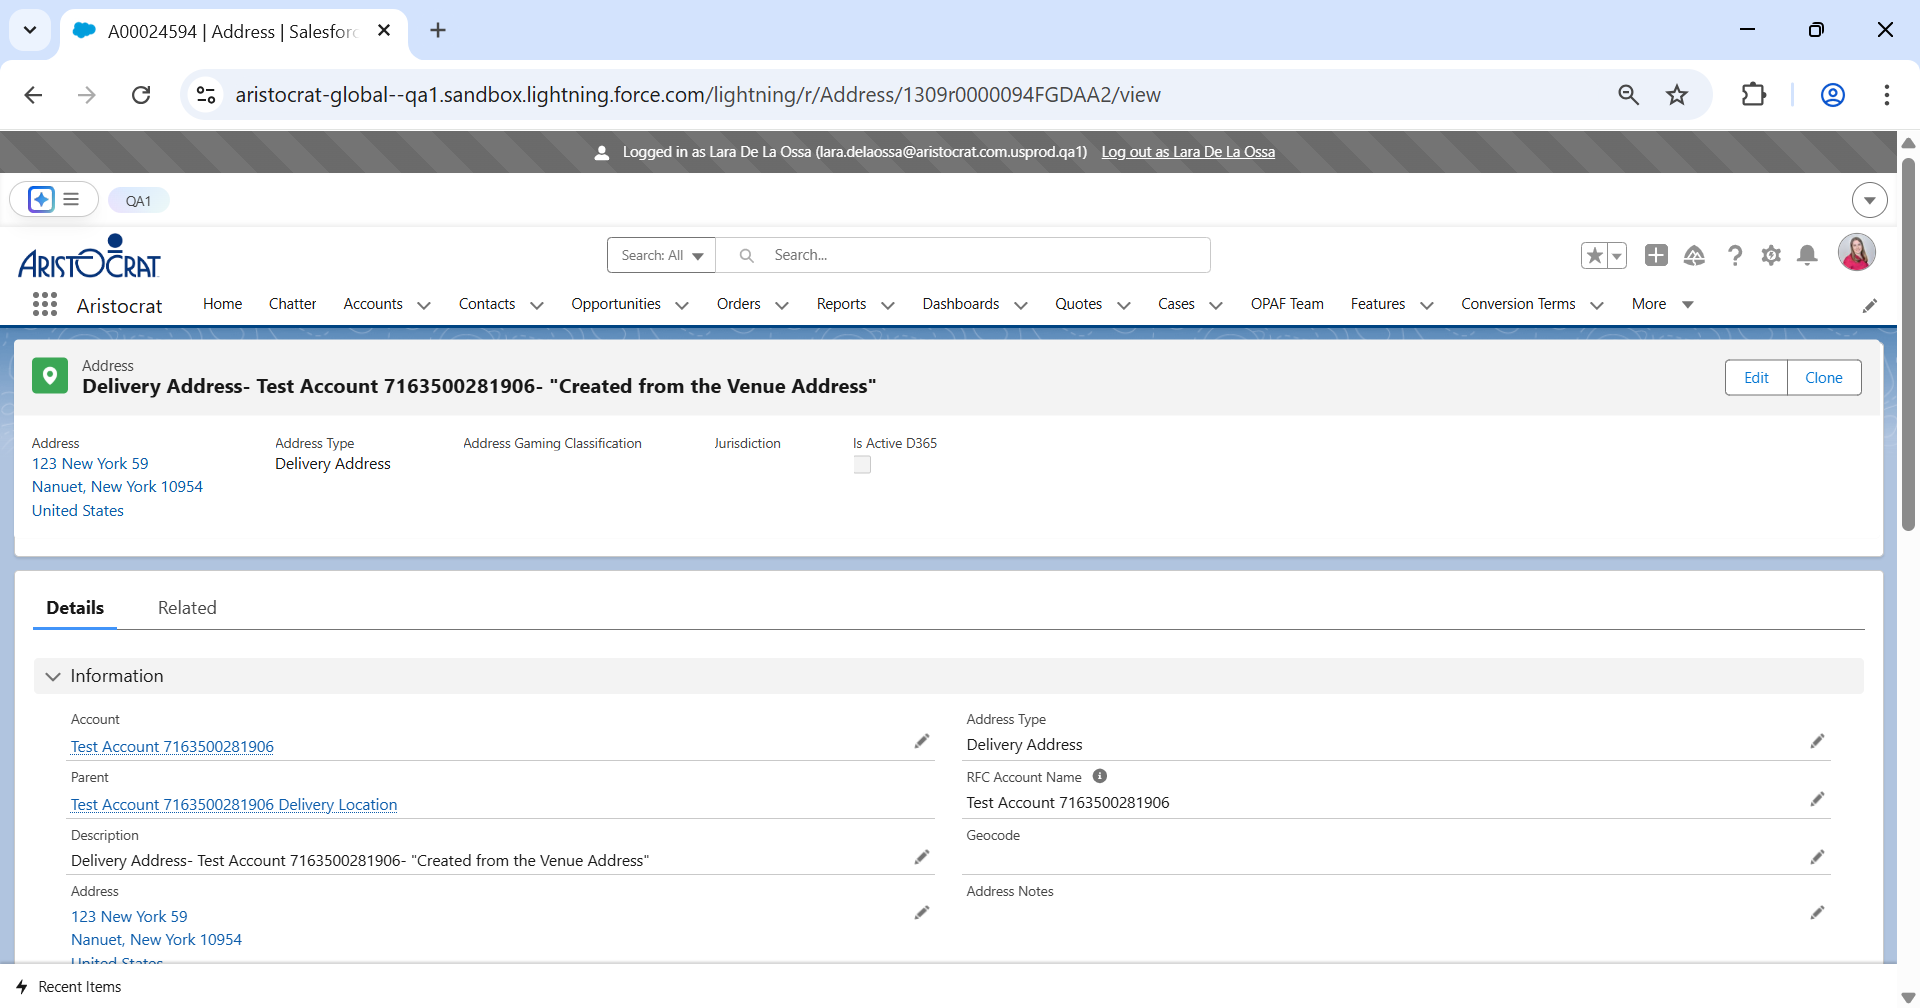 A00024594 | Address | Salesforc
aristocrat-global--qa1.sandbox.lightning.force.com/lightning/r/Address/1309r0000094FGDAA2/view
Logged in as Lara De La Ossa (lara.delaossa@aristocrat.com.usprod.qa1) Log out as Lara De La Ossa
QA1
ARISTOCRAT
Search: All
Search...
Aristocrat
Home
Chatter
Accounts
Contacts
Opportunities
Orders
Reports
Dashboards
Quotes
Cases
OPAF Team
Features
Conversion Terms
More
Address
Delivery Address- Test Account 7163500281906- "Created from the Venue Address"
Edit
Clone
Address
123 New York 59
Nanuet, New York 10954
United States
Address Type
Delivery Address
Address Gaming Classification
Jurisdiction
Is Active D365
Details
Related
Information
Account
Test Account 7163500281906
Address Type
Delivery Address
Parent
Test Account 7163500281906 Delivery Location
RFC Account Name
Test Account 7163500281906
Description
Delivery Address- Test Account 7163500281906- "Created from the Venue Address"
Geocode
Address
123 New York 59
Nanuet, New York 10954
United States
Address Notes
Recent Items